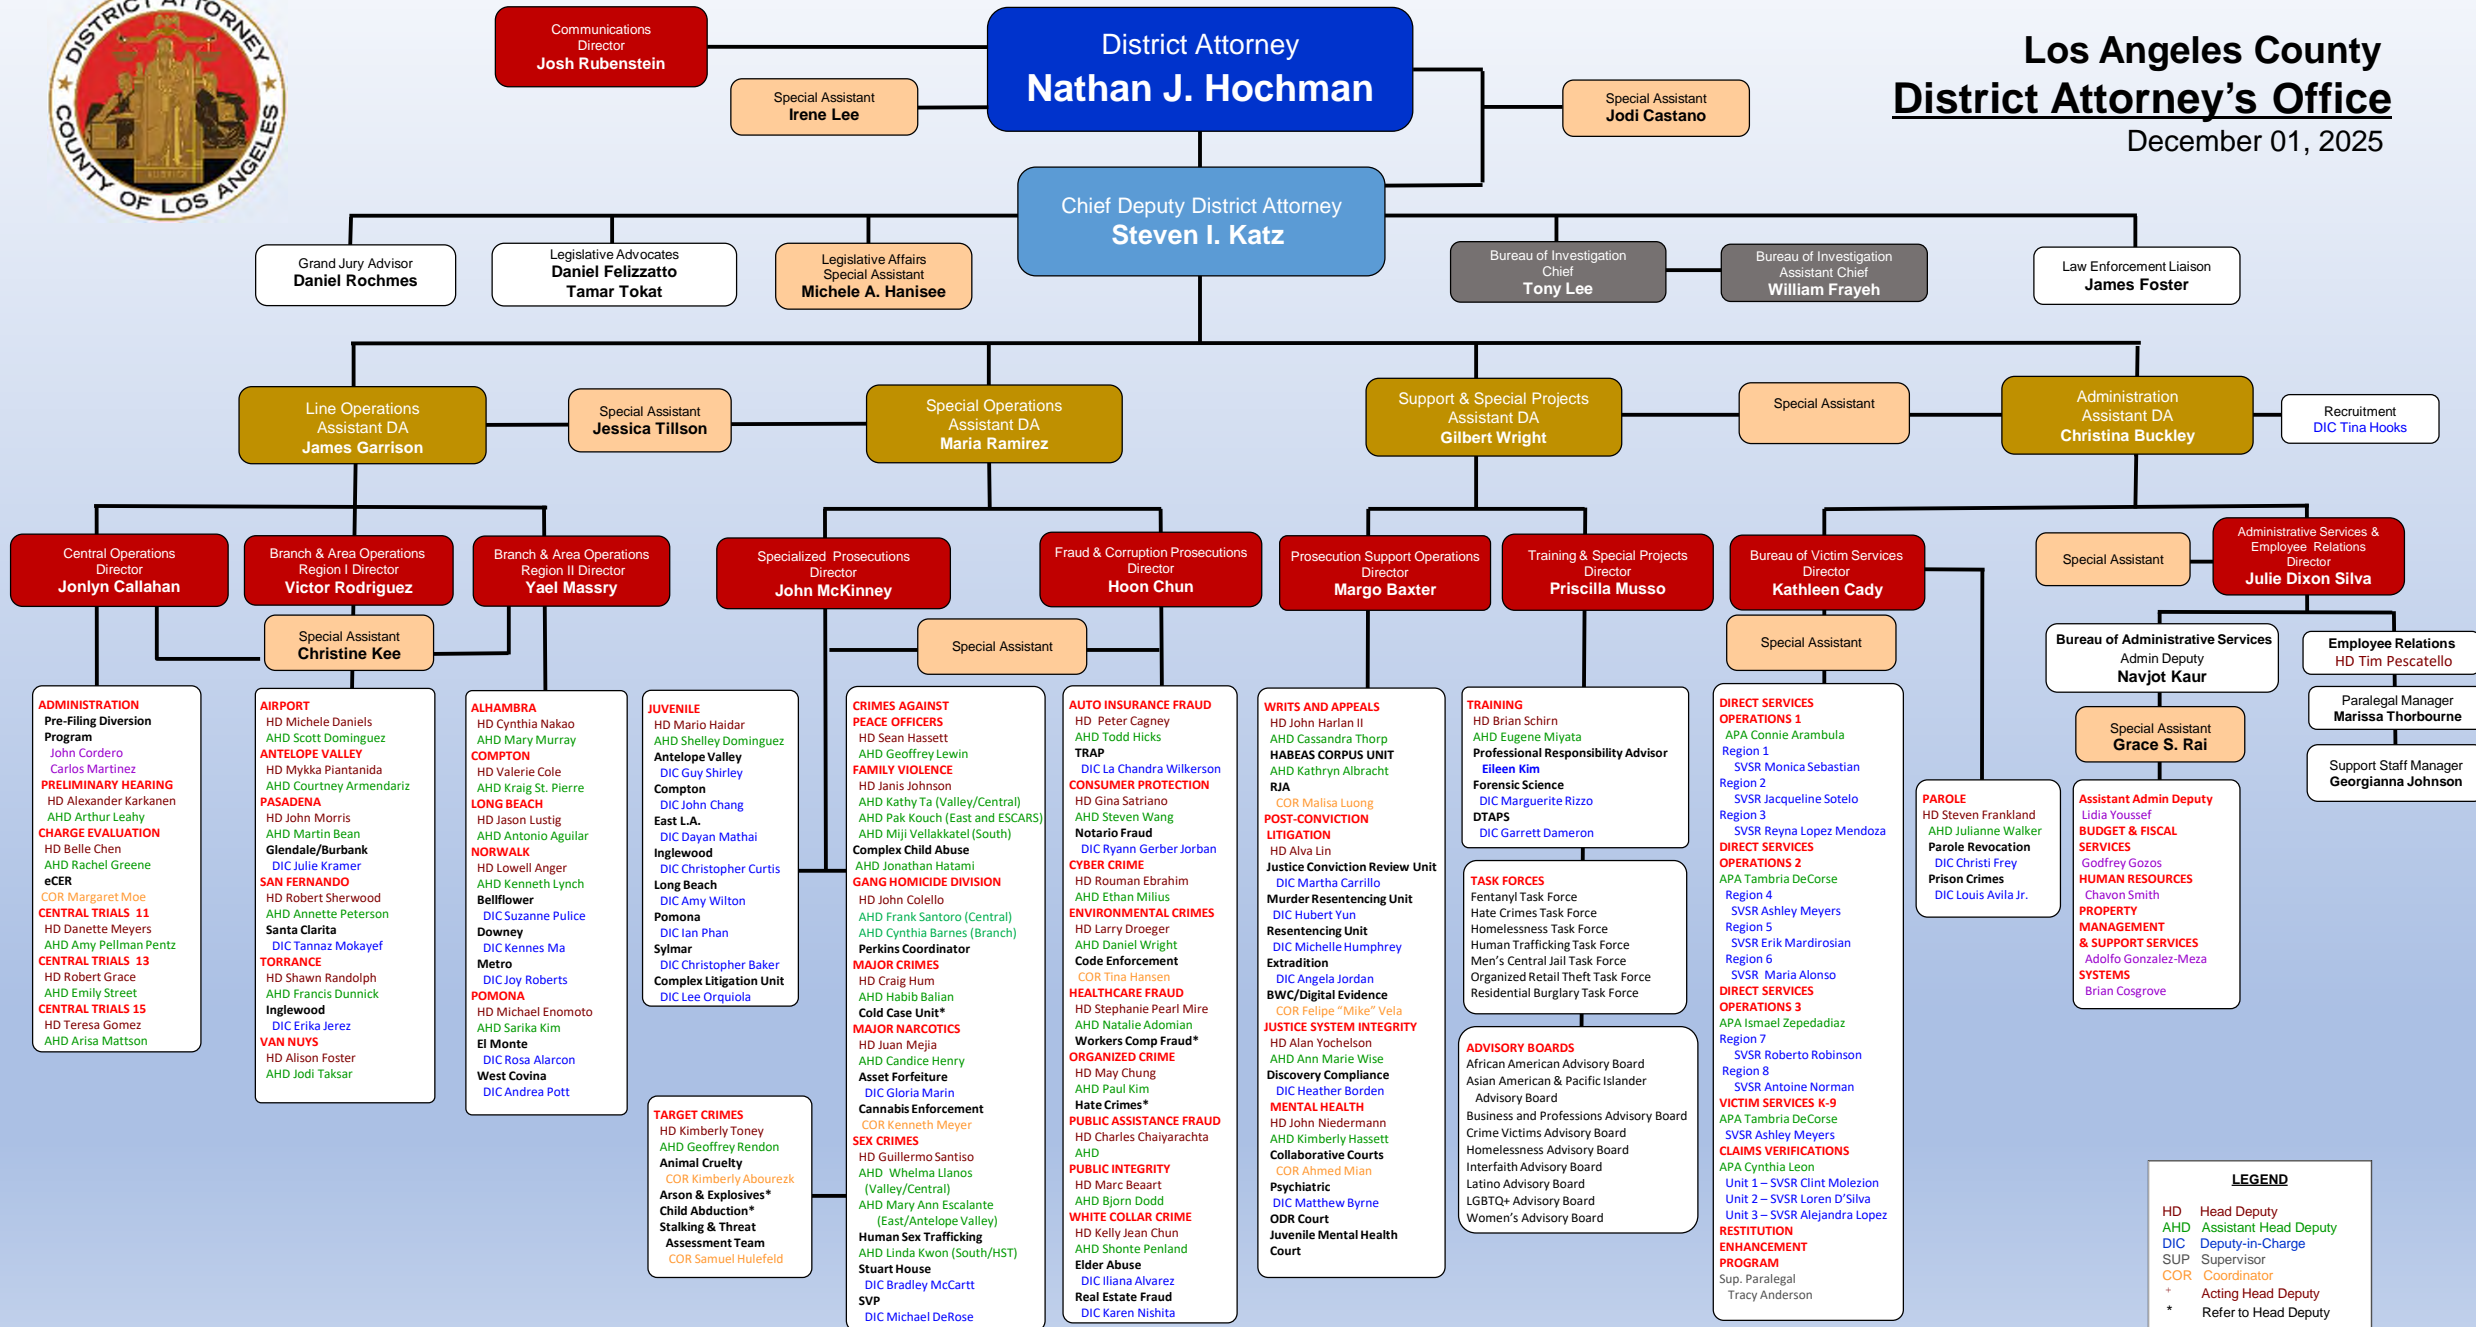 DISTRICT ATTORNEY
COUNTY OF LOS ANGELES
Communications
Director
Josh Rubenstein
District Attorney
Nathan J. Hochman
Special Assistant
Irene Lee
Special Assistant
Jodi Castano
Los Angeles County
District Attorney's Office
December 01, 2025
Chief Deputy District Attorney
Steven I. Katz
Grand Jury Advisor
Daniel Rochmes
Legislative Advocates
Daniel Felizzatto
Tamar Tokat
Legislative Affairs
Special Assistant
Michele A. Hanisee
Bureau of Investigation
Chief
Tony Lee
Bureau of Investigation
Assistant Chief
William Frayeh
Law Enforcement Liaison
James Foster
Line Operations
Assistant DA
James Garrison
Special Assistant
Jessica Tillson
Special Operations
Assistant DA
Maria Ramirez
Support & Special Projects
Assistant DA
Gilbert Wright
Special Assistant
Administration
Assistant DA
Christina Buckley
Recruitment
DIC Tina Hooks
Central Operations
Director
Jonlyn Callahan
Branch & Area Operations
Region I Director
Victor Rodriguez
Branch & Area Operations
Region II Director
Yael Massry
Specialized Prosecutions
Director
John McKinney
Fraud & Corruption Prosecutions
Director
Hoon Chun
Prosecution Support Operations
Director
Margo Baxter
Training & Special Projects
Director
Priscilla Musso
Bureau of Victim Services
Director
Kathleen Cady
Special Assistant
Administrative Services &
Employee Relations
Director
Julie Dixon Silva
Special Assistant
Christine Kee
Special Assistant
Special Assistant
Bureau of Administrative Services
Admin Deputy
Navjot Kaur
Employee Relations
HD Tim Pescatello
Paralegal Manager
Marissa Thorbourne
Special Assistant
Grace S. Rai
Support Staff Manager
Georgianna Johnson
ADMINISTRATION
Pre-Filing Diversion
Program
John Cordero
Carlos Martinez
PRELIMINARY HEARING
HD Alexander Karkanen
AHD Arthur Leahy
CHARGE EVALUATION
HD Belle Chen
AHD Rachel Greene
eCER
COR Margaret Moe
CENTRAL TRIALS 11
HD Danette Meyers
AHD Amy Pellman Pentz
CENTRAL TRIALS 13
HD Robert Grace
AHD Emily Street
CENTRAL TRIALS 15
HD Teresa Gomez
AHD Arisa Mattson
AIRPORT
HD Michele Daniels
AHD Scott Dominguez
ANTELOPE VALLEY
HD Mykka Piantanida
AHD Courtney Armendariz
PASADENA
HD John Morris
AHD Martin Bean
Glendale/Burbank
DIC Julie Kramer
SAN FERNANDO
HD Robert Sherwood
AHD Annette Peterson
Santa Clarita
DIC Tannaz Mokayef
TORRANCE
HD Shawn Randolph
AHD Francis Dunnick
Inglewood
DIC Erika Jerez
VAN NUYS
HD Alison Foster
AHD Jodi Taksar
ALHAMBRA
HD Cynthia Nakao
AHD Mary Murray
COMPTON
HD Valerie Cole
AHD Kraig St. Pierre
LONG BEACH
HD Jason Lustig
AHD Antonio Aguilar
NORWALK
HD Lowell Anger
AHD Kenneth Lynch
Bellflower
DIC Suzanne Pulice
Downey
DIC Kennes Ma
Metro
DIC Joy Roberts
POMONA
HD Michael Enomoto
AHD Sarika Kim
El Monte
DIC Rosa Alarcon
West Covina
DIC Andrea Pott
JUVENILE
HD Mario Haidar
AHD Shelley Dominguez
Antelope Valley
DIC Guy Shirley
Compton
DIC John Chang
East L.A.
DIC Dayan Mathai
Inglewood
DIC Christopher Curtis
Long Beach
DIC Amy Wilton
Pomona
DIC Ian Phan
Sylmar
DIC Christopher Baker
Complex Litigation Unit
DIC Lee Orquiola
TARGET CRIMES
HD Kimberly Toney
AHD Geoffrey Rendon
Animal Cruelty
COR Kimberly Abourezk
Arson & Explosives*
Child Abduction*
Stalking & Threat
Assessment Team
COR Samuel Hulefeld
CRIMES AGAINST
PEACE OFFICERS
HD Sean Hassett
AHD Geoffrey Lewin
FAMILY VIOLENCE
HD Janis Johnson
AHD Kathy Ta (Valley/Central)
AHD Pak Kouch (East and ESCARS)
AHD Miji Vellakkatel (South)
Complex Child Abuse
AHD Jonathan Hatami
GANG HOMICIDE DIVISION
HD John Colello
AHD Frank Santoro (Central)
AHD Cynthia Barnes (Branch)
Perkins Coordinator
MAJOR CRIMES
HD Craig Hum
AHD Habib Balian
Cold Case Unit*
MAJOR NARCOTICS
HD Juan Mejia
AHD Candice Henry
Asset Forfeiture
DIC Gloria Marin
Cannabis Enforcement
COR Kenneth Meyer
SEX CRIMES
HD Guillermo Santiso
AHD Whelma Llanos
(Valley/Central)
AHD Mary Ann Escalante
(East/Antelope Valley)
Human Sex Trafficking
AHD Linda Kwon (South/HST)
Stuart House
DIC Bradley McCartt
SVP
DIC Michael DeRose
AUTO INSURANCE FRAUD
HD Peter Cagney
AHD Todd Hicks
TRAP
DIC La Chandra Wilkerson
CONSUMER PROTECTION
HD Gina Satriano
AHD Steven Wang
Notario Fraud
DIC Ryann Gerber Jorban
CYBER CRIME
HD Rouman Ebrahim
AHD Ethan Milius
ENVIRONMENTAL CRIMES
HD Larry Droeger
AHD Daniel Wright
Code Enforcement
COR Tina Hansen
HEALTHCARE FRAUD
HD Stephanie Pearl Mire
AHD Natalie Adomian
Workers Comp Fraud*
ORGANIZED CRIME
HD May Chung
AHD Paul Kim
Hate Crimes*
PUBLIC ASSISTANCE FRAUD
HD Charles Chaiyarachta
AHD
PUBLIC INTEGRITY
HD Marc Beaart
AHD Bjorn Dodd
WHITE COLLAR CRIME
HD Kelly Jean Chun
AHD Shonte Penland
Elder Abuse
DIC Iliana Alvarez
Real Estate Fraud
DIC Karen Nishita
WRITS AND APPEALS
HD John Harlan II
AHD Cassandra Thorp
HABEAS CORPUS UNIT
AHD Kathryn Albracht
RJA
COR Malisa Luong
POST-CONVICTION
LITIGATION
HD Alva Lin
Justice Conviction Review Unit
DIC Martha Carrillo
Murder Resentencing Unit
DIC Hubert Yun
Resentencing Unit
DIC Michelle Humphrey
Extradition
DIC Angela Jordan
BWC/Digital Evidence
COR Felipe "Mike" Vela
JUSTICE SYSTEM INTEGRITY
HD Alan Yochelson
AHD Ann Marie Wise
Discovery Compliance
DIC Heather Borden
MENTAL HEALTH
HD John Niedermann
AHD Kimberly Hassett
Collaborative Courts
COR Ahmed Mian
Psychiatric
DIC Matthew Byrne
ODR Court
Juvenile Mental Health
Court
TRAINING
HD Brian Schirn
AHD Eugene Miyata
Professional Responsibility Advisor
Eileen Kim
Forensic Science
DIC Marguerite Rizzo
DTAPS
DIC Garrett Dameron
TASK FORCES
Fentanyl Task Force
Hate Crimes Task Force
Homelessness Task Force
Human Trafficking Task Force
Men's Central Jail Task Force
Organized Retail Theft Task Force
Residential Burglary Task Force
ADVISORY BOARDS
African American Advisory Board
Asian American & Pacific Islander
Advisory Board
Business and Professions Advisory Board
Crime Victims Advisory Board
Homelessness Advisory Board
Interfaith Advisory Board
Latino Advisory Board
LGBTQ+ Advisory Board
Women's Advisory Board
DIRECT SERVICES
OPERATIONS 1
APA Connie Arambula
Region 1
SVSR Monica Sebastian
Region 2
SVSR Jacqueline Sotelo
Region 3
SVSR Reyna Lopez Mendoza
DIRECT SERVICES
OPERATIONS 2
APA Tambria DeCorse
Region 4
SVSR Ashley Meyers
Region 5
SVSR Erik Mardirosian
Region 6
SVSR Maria Alonso
DIRECT SERVICES
OPERATIONS 3
APA Ismael Zepedadiaz
Region 7
SVSR Roberto Robinson
Region 8
SVSR Antoine Norman
VICTIM SERVICES K-9
APA Tambria DeCorse
SVSR Ashley Meyers
CLAIMS VERIFICATIONS
APA Cynthia Leon
Unit 1 – SVSR Clint Molezion
Unit 2 – SVSR Loren D'Silva
Unit 3 – SVSR Alejandra Lopez
RESTITUTION
ENHANCEMENT
PROGRAM
Sup. Paralegal
Tracy Anderson
PAROLE
HD Steven Frankland
AHD Julianne Walker
Parole Revocation
DIC Christi Frey
Prison Crimes
DIC Louis Avila Jr.
Assistant Admin Deputy
Lidia Youssef
BUDGET & FISCAL
SERVICES
Godfrey Gozos
HUMAN RESOURCES
Chavon Smith
PROPERTY
MANAGEMENT
& SUPPORT SERVICES
Adolfo Gonzalez-Meza
SYSTEMS
Brian Cosgrove
LEGEND
HD Head Deputy
AHD Assistant Head Deputy
DIC Deputy-in-Charge
SUP Supervisor
COR Coordinator
+ Acting Head Deputy
* Refer to Head Deputy